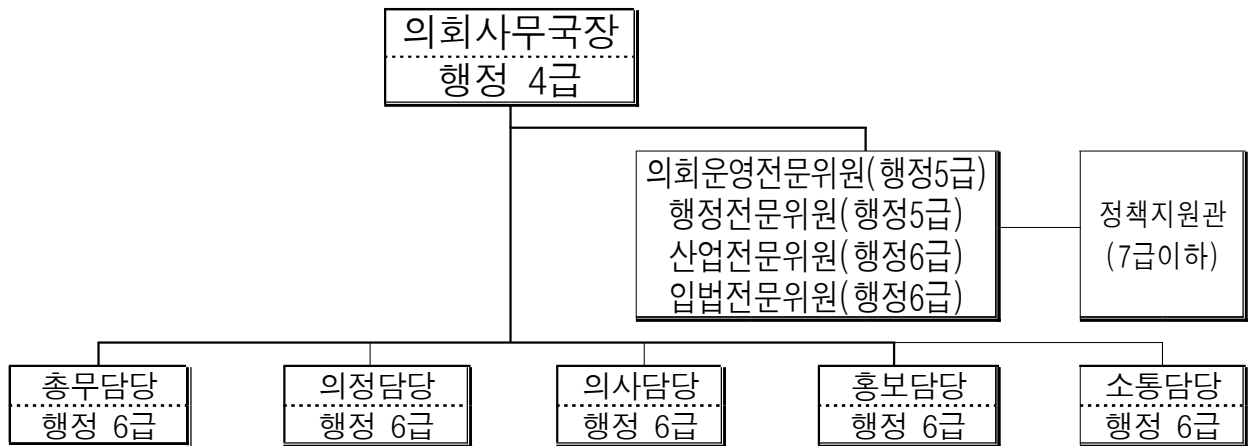 의회사무국장
행정 4급
의회운영전문위원(행정5급)
행정전문위원(행정5급)
산업전문위원(행정6급)
입법전문위원(행정6급)
정책지원관
(7급이하)
총무담당
행정 6급
의정담당
행정 6급
의사담당
행정 6급
홍보담당
행정 6급
소통담당
행정 6급